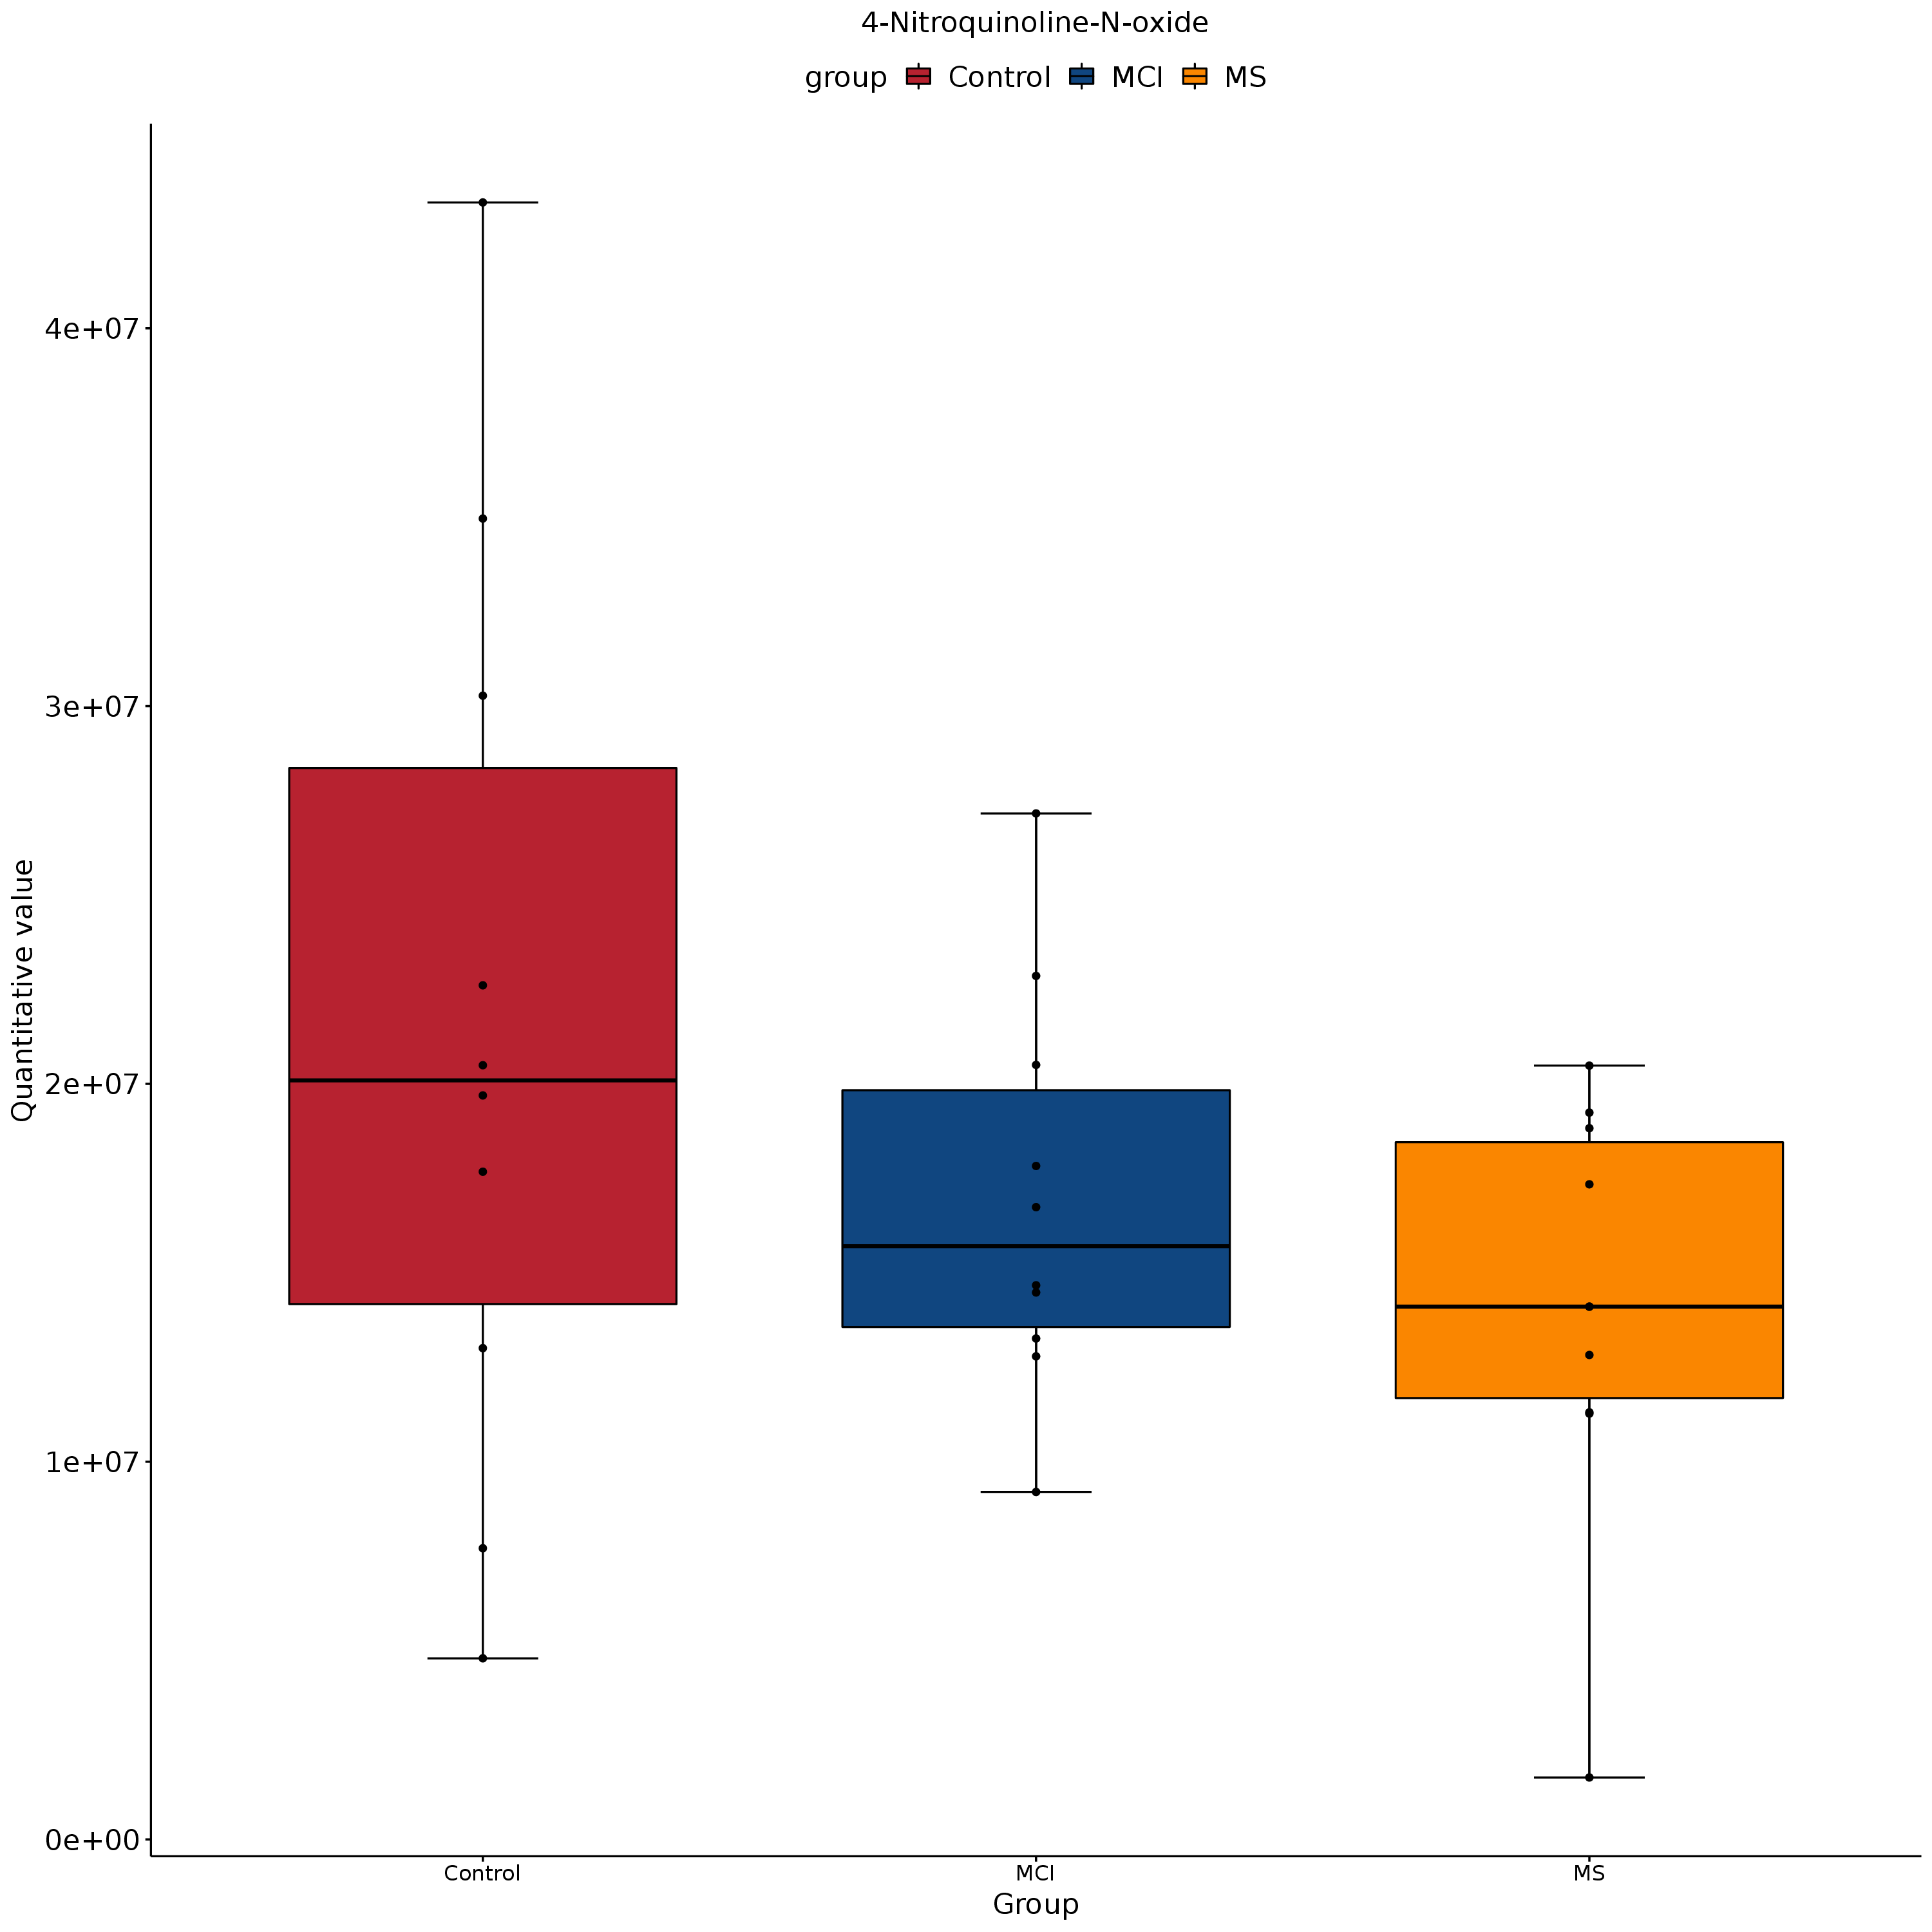 4-Nitroquinoline-N-oxide
group Control MCI MS
Quantitative value
4e+07
3e+07
2e+07
1e+07
0e+00
Control MCI MS
Group